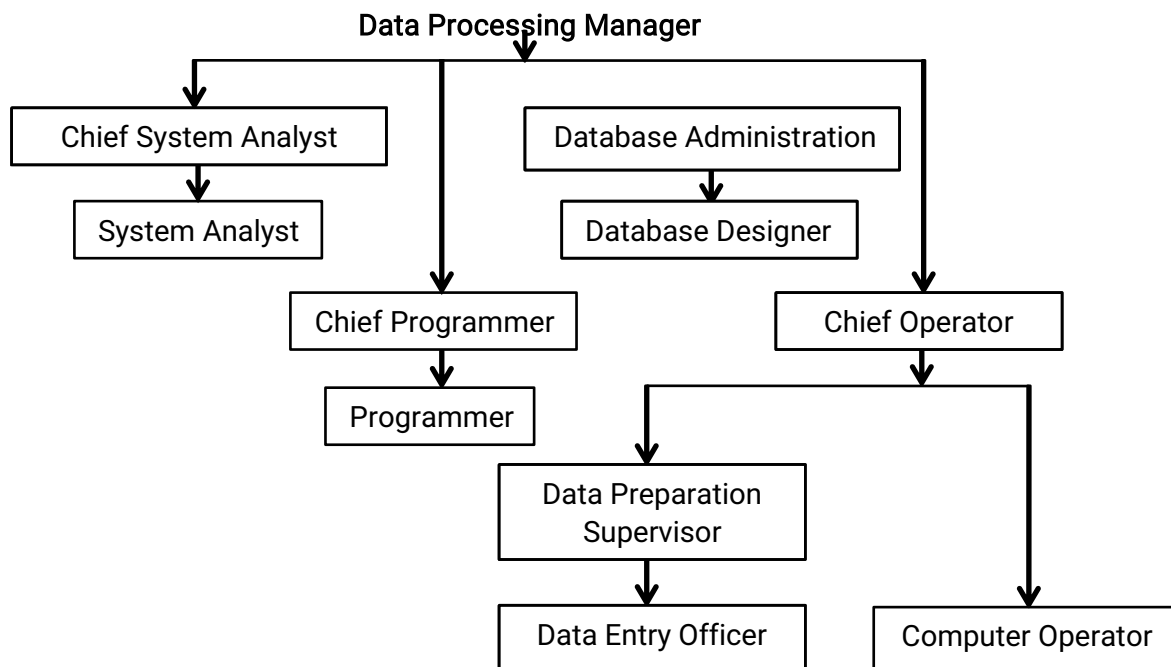 Data Processing Manager
Chief System Analyst
Database Administration
System Analyst
Database Designer
Chief Programmer
Chief Operator
Programmer
Data Preparation
Supervisor
Data Entry Officer
Computer Operator